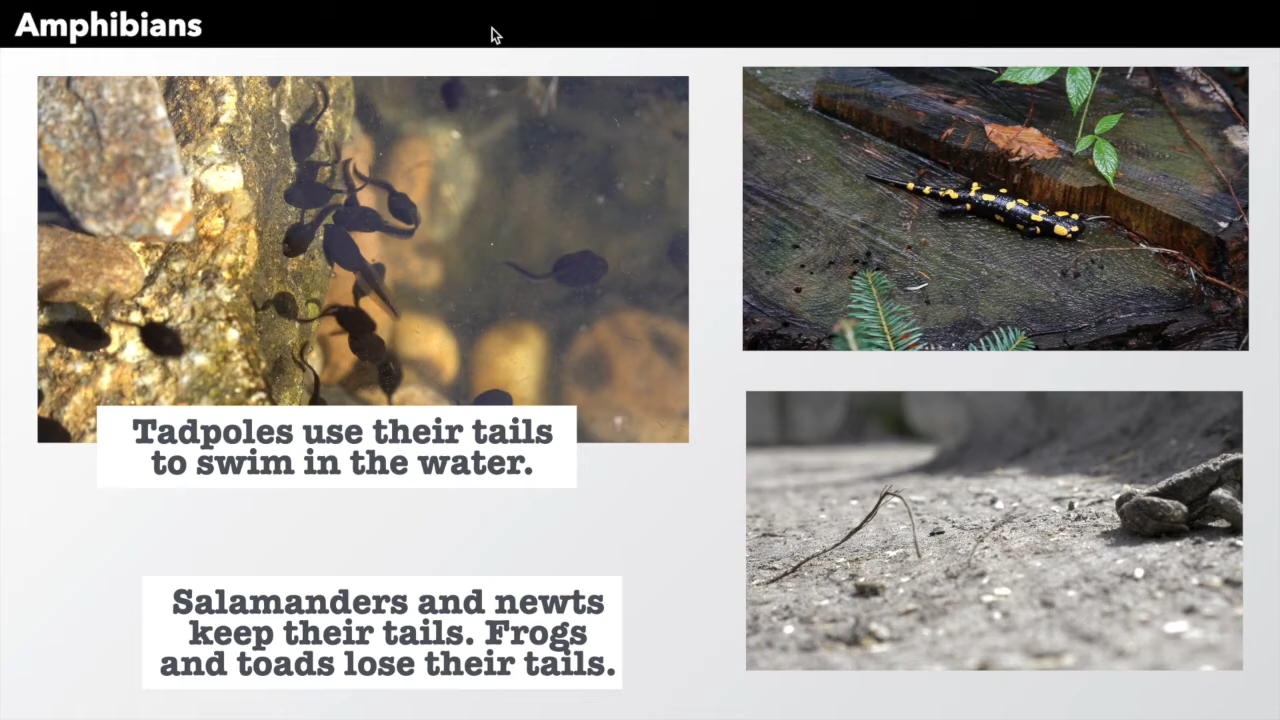 Amphibians
Tadpoles use their tails
to swim in the water.
Salamanders and newts
keep their tails. Frogs
and toads lose their tails.